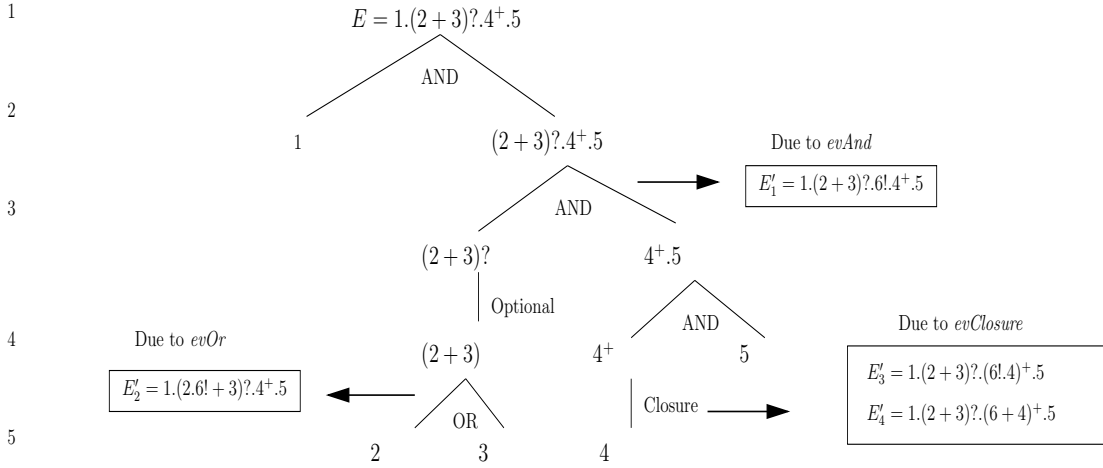 1
E = 1.(2 + 3)?.4⁺.5
AND
2
1
(2 + 3)?.4⁺.5
Due to evAnd
E′₁ = 1.(2 + 3)?.6!.4⁺.5
3
AND
(2 + 3)?
4⁺.5
Optional
AND
4
Due to evOr
(2 + 3)
4⁺
5
Due to evClosure
E′₂ = 1.(2.6! + 3)?.4⁺.5
E′₃ = 1.(2 + 3)?.(6!.4)⁺.5
E′₄ = 1.(2 + 3)?.(6 + 4)⁺.5
OR
Closure
5
2
3
4